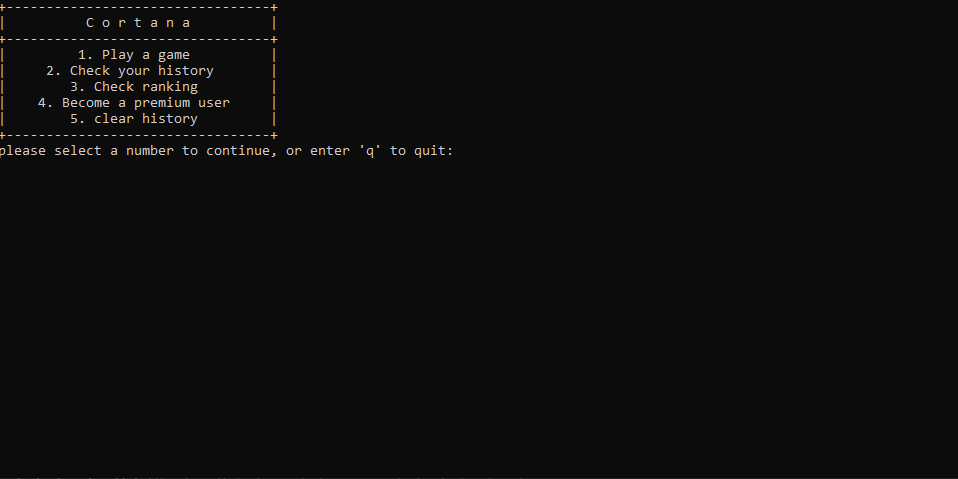 +---------------------------------+
|          C o r t a n a          |
+---------------------------------+
|         1. Play a game          |
|     2. Check your history       |
|        3. Check ranking         |
|    4. Become a premium user     |
|        5. clear history         |
+---------------------------------+
please select a number to continue, or enter 'q' to quit: